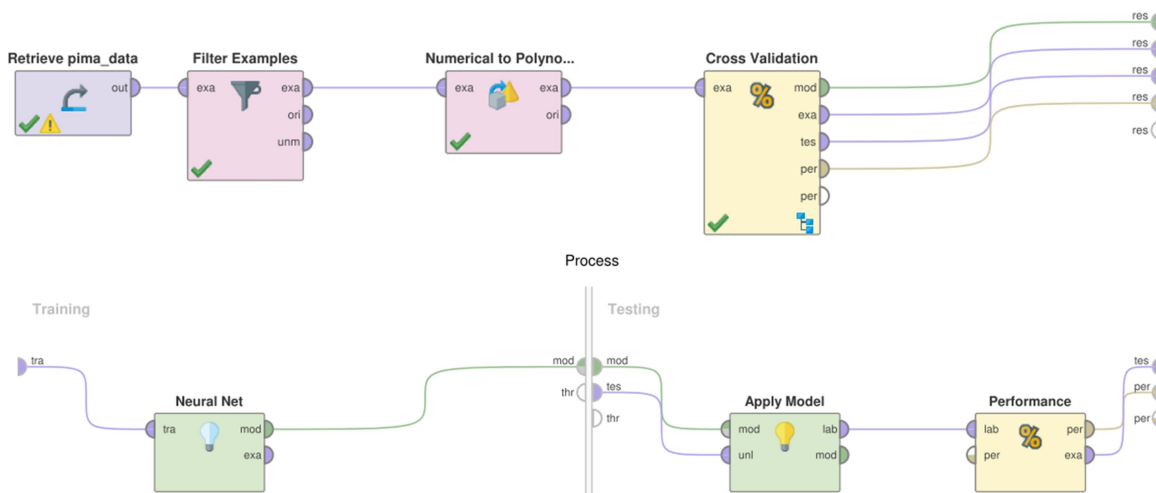 Retrieve pima_data
out
Filter Examples
exa
exa
ori
unm
Numerical to Polyno...
exa
exa
ori
Cross Validation
exa
mod
exa
tes
per
per
res
res
res
res
res
Process
Training
tra
Neural Net
tra
mod
exa
mod
thr
Testing
mod
tes
thr
Apply Model
mod
unl
lab
mod
Performance
lab
per
per
exa
tes
per
per